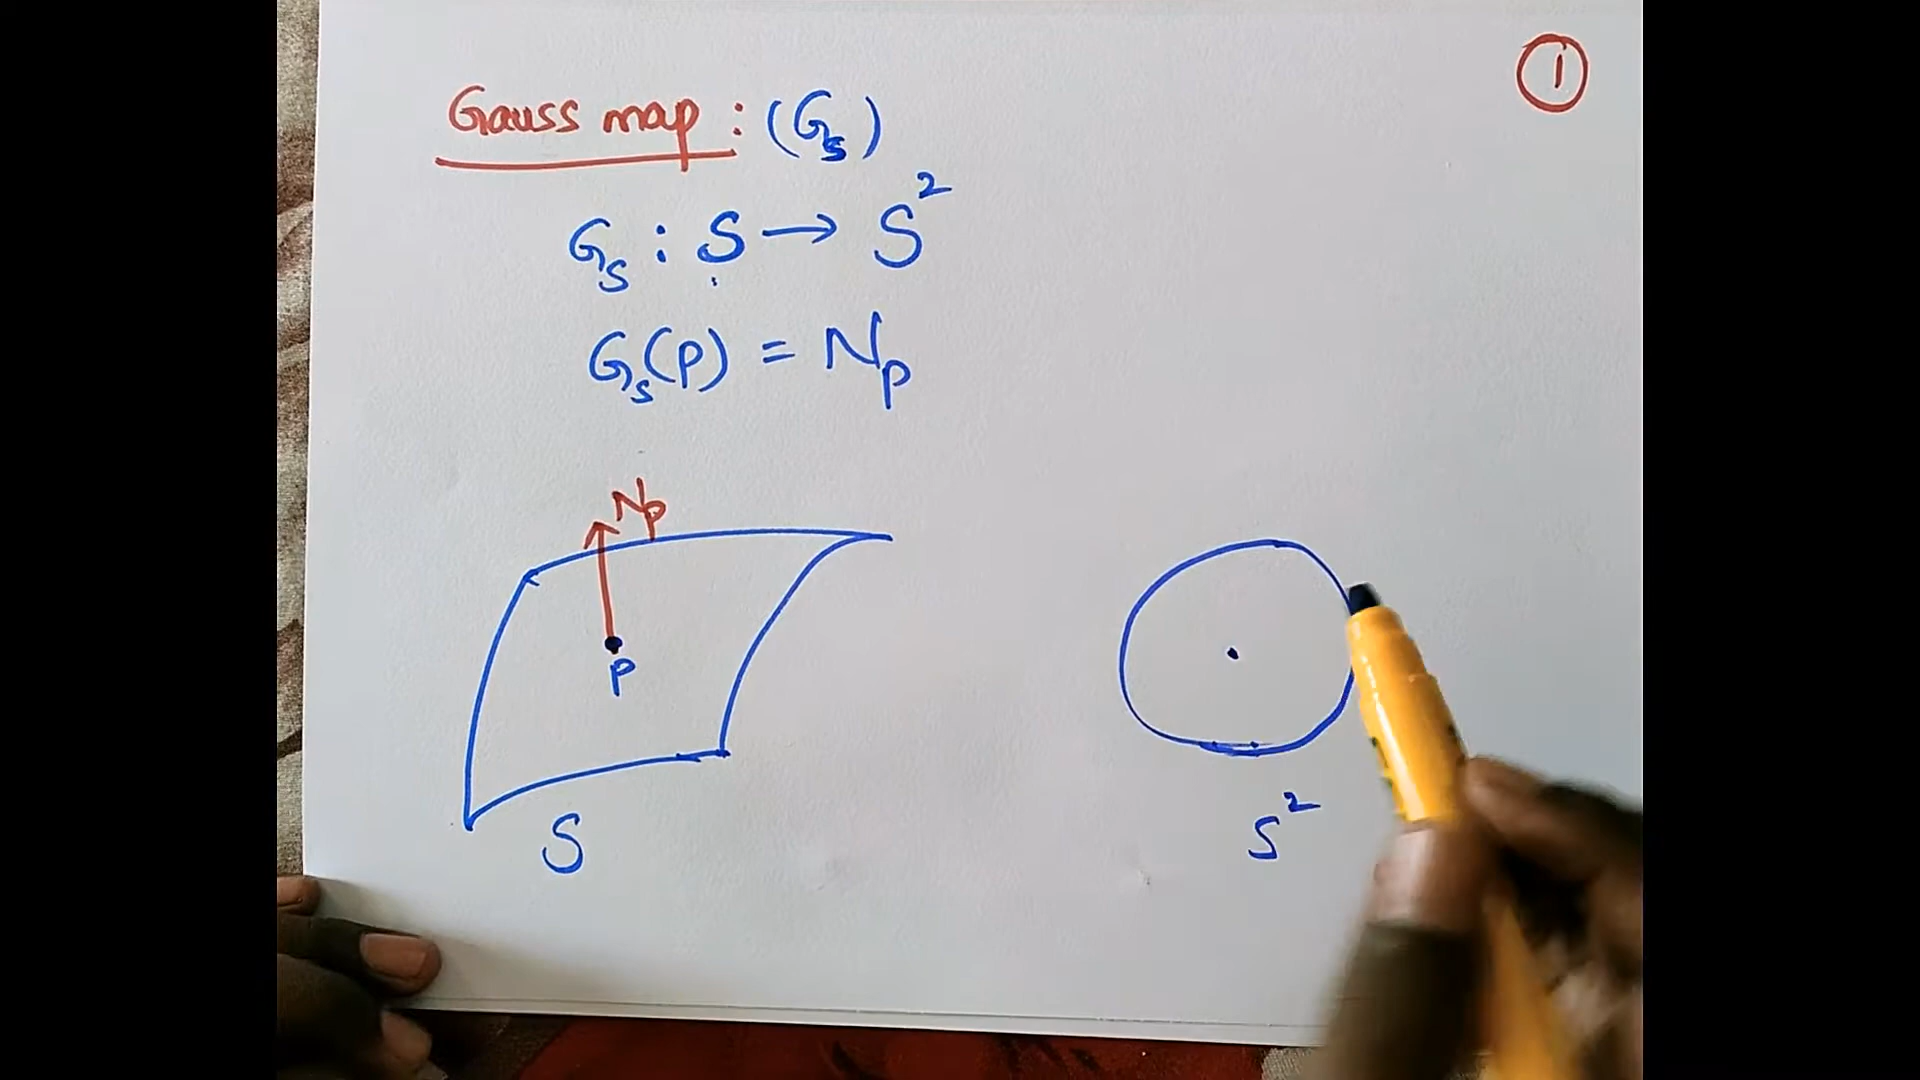 ①
Gauss map : (G_S)
G_S : S → S²
G_S(P) = N_P
N_P
P
S
S²